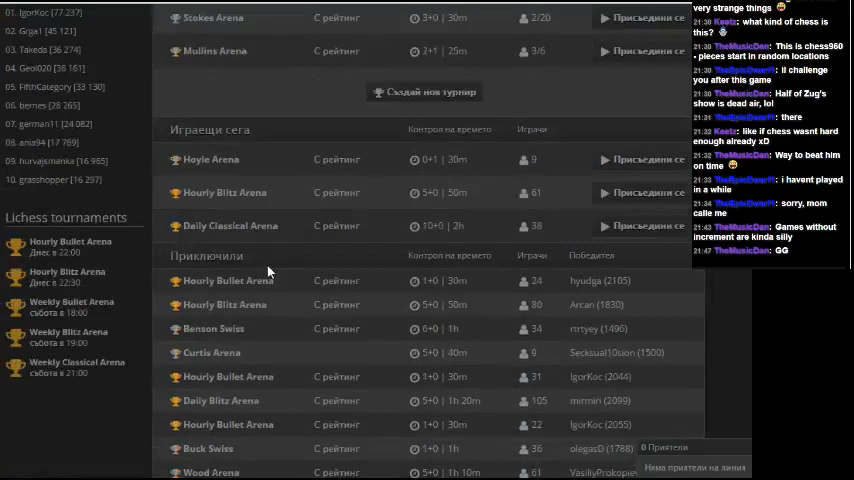 01. IgorKoc [77 237]
02. Grga1 [45 121]
03. Takeda [36 274]
04. Geol020 [36 161]
05. FifthCategory [33 130]
06. bernes [28 265]
07. german11 [24 082]
08. ania94 [17 789]
09. hurvajsmanka [16 965]
10. grasshopper [16 297]
Lichess tournaments
Hourly Bullet Arena
Днес в 22:00
Hourly Blitz Arena
Днес в 22:30
Weekly Bullet Arena
събота в 18:00
Weekly Blitz Arena
събота в 19:00
Weekly Classical Arena
събота в 21:00
Stokes Arena С рейтинг 3+0 | 30m 2/20 Присъедини се
Mullins Arena С рейтинг 2+1 | 25m 3/6 Присъедини се
Създай нов турнир
Играещи сега Контрол на времето Играчи
Hoyle Arena С рейтинг 0+1 | 30m 9 Присъедини се
Hourly Blitz Arena С рейтинг 5+0 | 50m 61 Присъедини се
Daily Classical Arena С рейтинг 10+0 | 2h 38 Присъедини се
Приключили Контрол на времето Играчи Победител
Hourly Bullet Arena С рейтинг 1+0 | 30m 24 hyudga (2105)
Hourly Blitz Arena С рейтинг 5+0 | 50m 80 Arcan (1830)
Benson Swiss С рейтинг 6+0 | 1h 34 rtrtyey (1496)
Curtis Arena С рейтинг 5+0 | 40m 9 Secksual10sion (1500)
Hourly Bullet Arena С рейтинг 1+0 | 30m 31 IgorKoc (2044)
Daily Blitz Arena С рейтинг 5+0 | 1h 20m 105 mirmin (2099)
Hourly Bullet Arena С рейтинг 1+0 | 30m 22 IgorKoc (2055)
Buck Swiss С рейтинг 1+0 | 1h 36 olegasD (1788)
Wood Arena С рейтинг 5+0 | 1h 10m 61
0 Приятели
Няма приятели на линия
very strange things
21:30 Keetz: what kind of chess is
this?
21:30 TheMusicDan: This is chess960
- pieces start in random locations
21:30 TheEpicDwarf1: ii challenge
you after this game
21:30 TheMusicDan: Half of Zug's
show is dead air, lol
21:31 TheEpicDwarf1: there
21:32 Keetz: like if chess wasnt hard
enough already xD
21:32 TheMusicDan: Way to beat him
on time
21:33 TheEpicDwarf1: i havent played
in a while
21:34 TheEpicDwarf1: sorry, mom
calle me
21:43 TheMusicDan: Games without
increment are kinda silly
21:47 TheMusicDan: GG